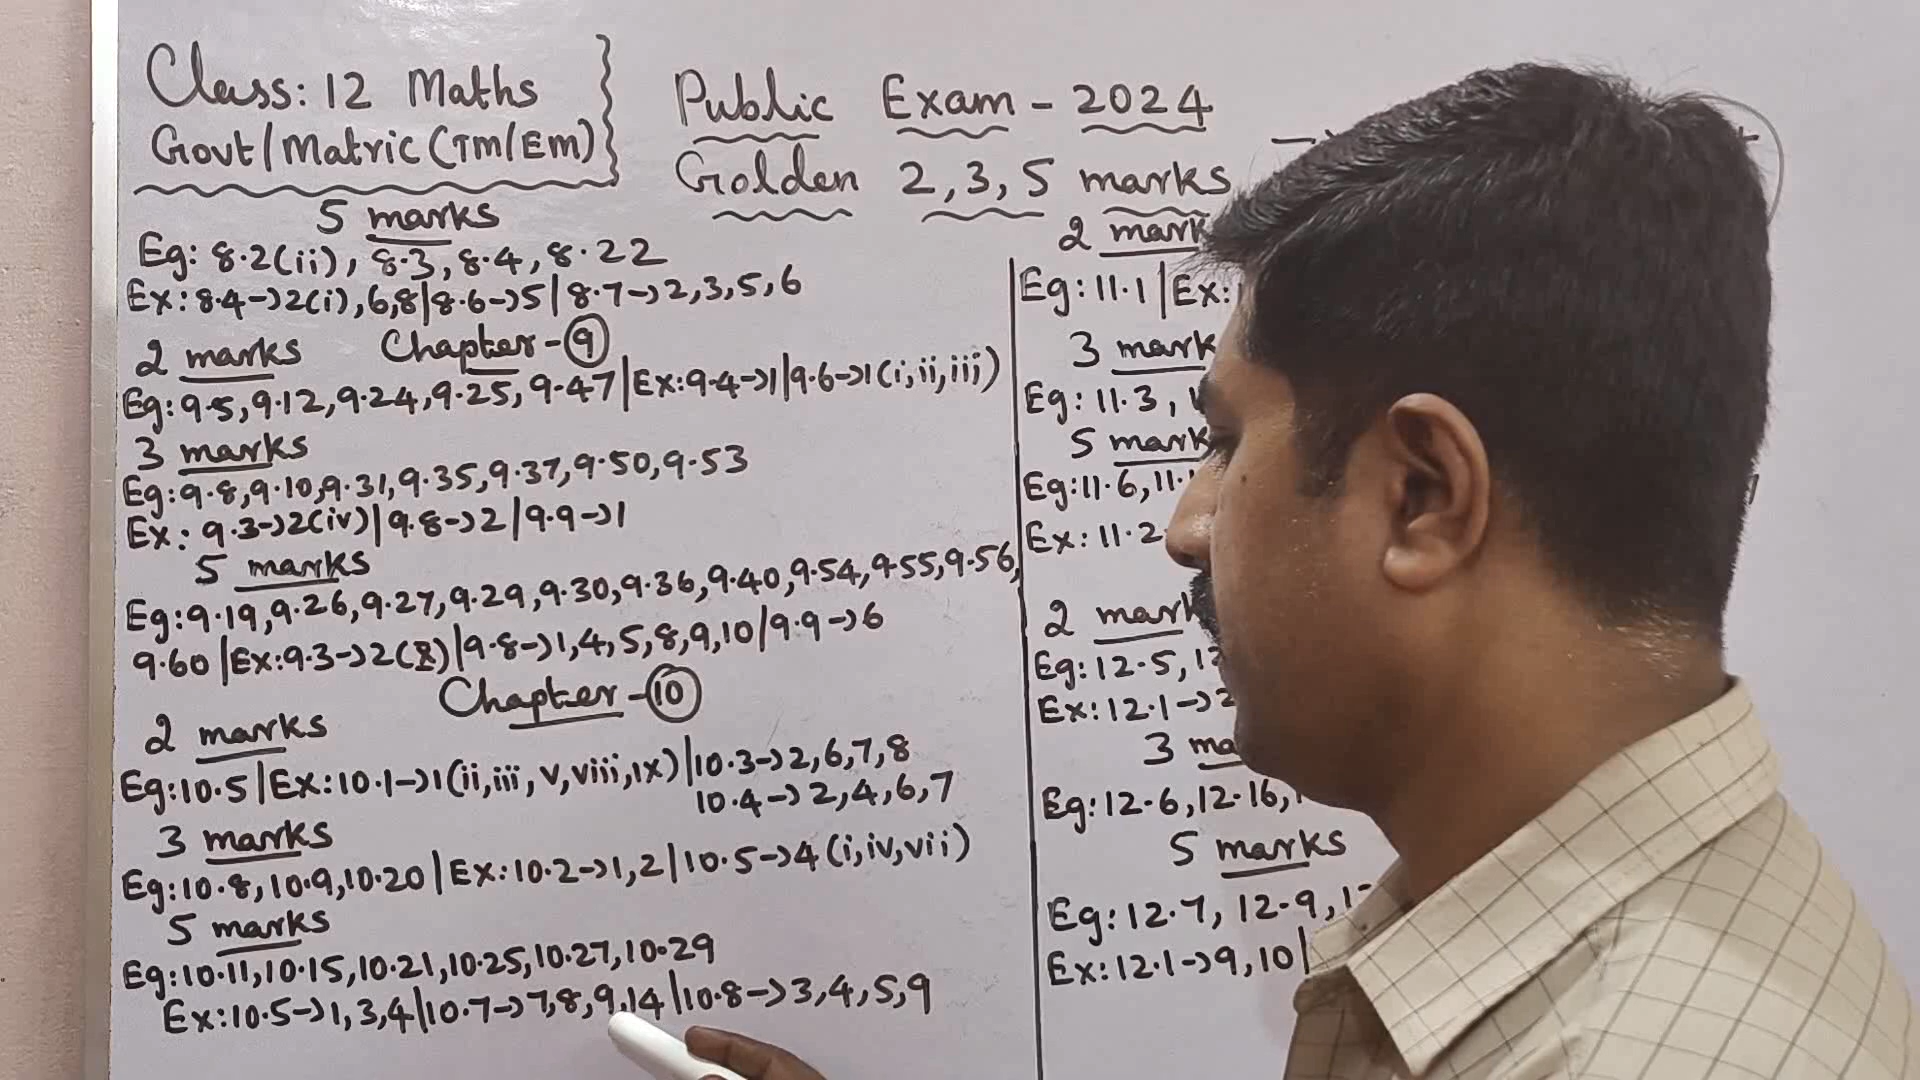 Class: 12 Maths
Govt/Matric (TM/EM)
Public Exam - 2024
Golden 2,3,5 marks
5 marks
Eg: 8.2(ii), 8.3, 8.4, 8.22
Ex: 8.4→2(i),6,8|8.6→5|8.7→2,3,5,6
Chapter-9
2 marks
Eg:9.5,9.12,9.24,9.25,9.47|Ex:9.4→1|9.6→1(i,ii,iii)
3 marks
Eg:9.8,9.10,9.31,9.35,9.37,9.50,9.53
Ex: 9.3→2(iv)|9.8→2|9.9→1
5 marks
Eg:9.19,9.26,9.27,9.29,9.30,9.36,9.40,9.54,9.55,9.56,
9.60|Ex:9.3→2( )|9.8→1,4,5,8,9,10|9.9→6
Chapter-10
2 marks
Eg:10.5|Ex:10.1→1(ii,iii,v,viii,ix)|10.3→2,6,7,8
10.4→2,4,6,7
3 marks
Eg:10.8,10.9,10.20|Ex:10.2→1,2|10.5→4(i,iv,vii)
5 marks
Eg:10.11,10.15,10.21,10.25,10.27,10.29
Ex:10.5→1,3,4|10.7→7,8,9,14|10.8→3,4,5,9
2 mark
Eg:11.1|Ex:
3 mark
Eg: 11.3,
5 mark
Eg:11.6,11.
Ex:11.2
2 mark
Eg:12.5,12
Ex:12.1→2
3 ma
Eg:12.6,12.16,
5 marks
Eg:12.7, 12.9,12
Ex:12.1→9,10|